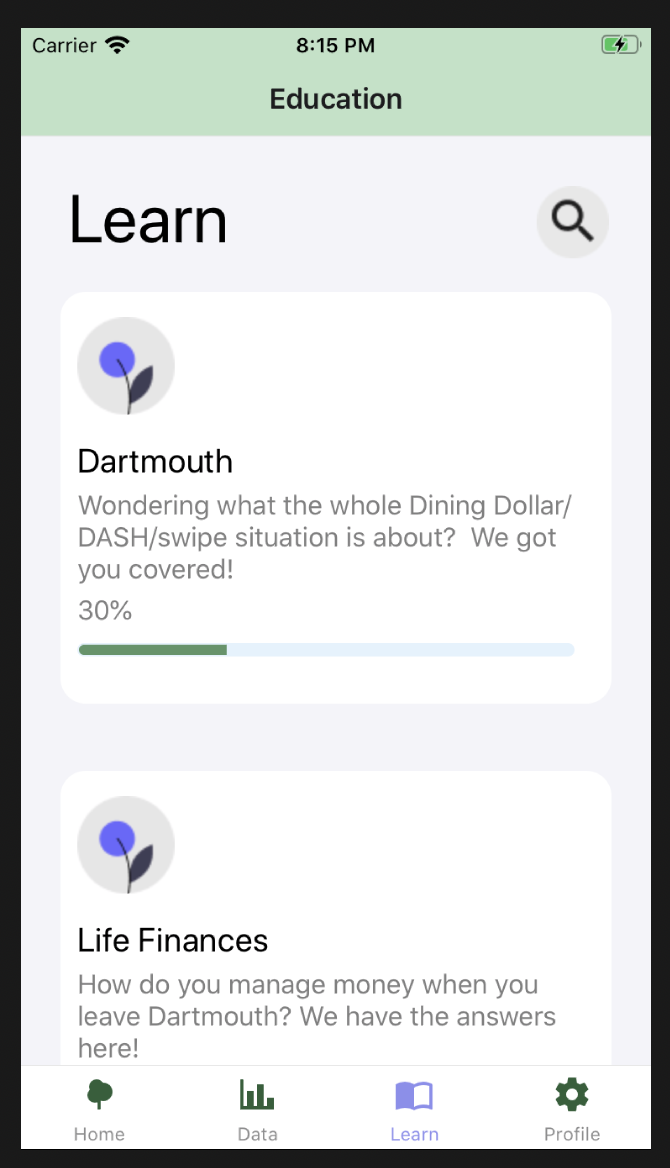 Carrier 8:15 PM
Education
Learn
Dartmouth
Wondering what the whole Dining Dollar/
DASH/swipe situation is about?  We got
you covered!
30%
Life Finances
How do you manage money when you
leave Dartmouth? We have the answers
here!
Home Data Learn Profile